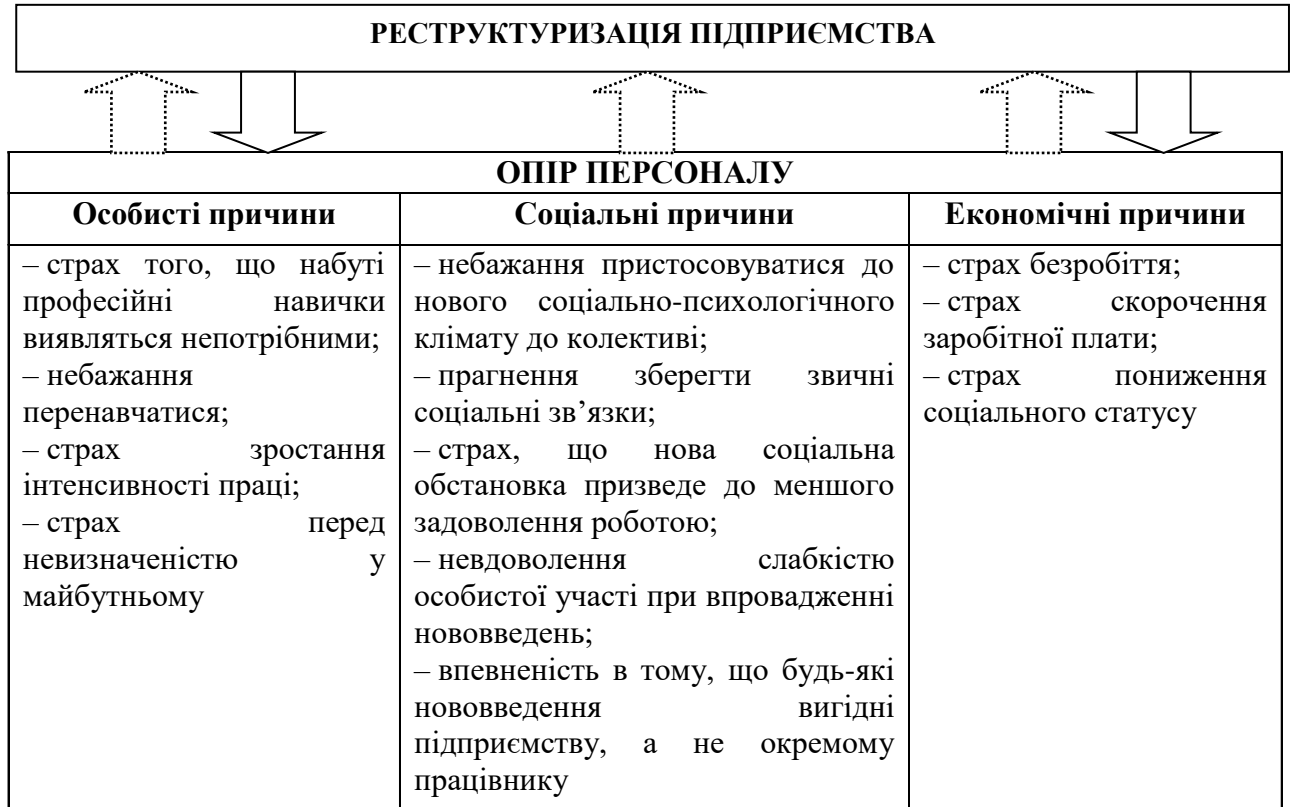 РЕСТРУКТУРИЗАЦІЯ ПІДПРИЄМСТВА
ОПІР ПЕРСОНАЛУ
Особисті причини
– страх того, що набуті
професійні навички
виявляться непотрібними;
– небажання
перенавчатися;
– страх зростання
інтенсивності праці;
– страх перед
невизначеністю у
майбутньому
Соціальні причини
– небажання пристосовуватися до
нового соціально-психологічного
клімату до колективі;
– прагнення зберегти звичні
соціальні зв’язки;
– страх, що нова соціальна
обстановка призведе до меншого
задоволення роботою;
– невдоволення слабкістю
особистої участі при впровадженні
нововведень;
– впевненість в тому, що будь-які
нововведення вигідні
підприємству, а не окремому
працівнику
Економічні причини
– страх безробіття;
– страх скорочення
заробітної плати;
– страх пониження
соціального статусу